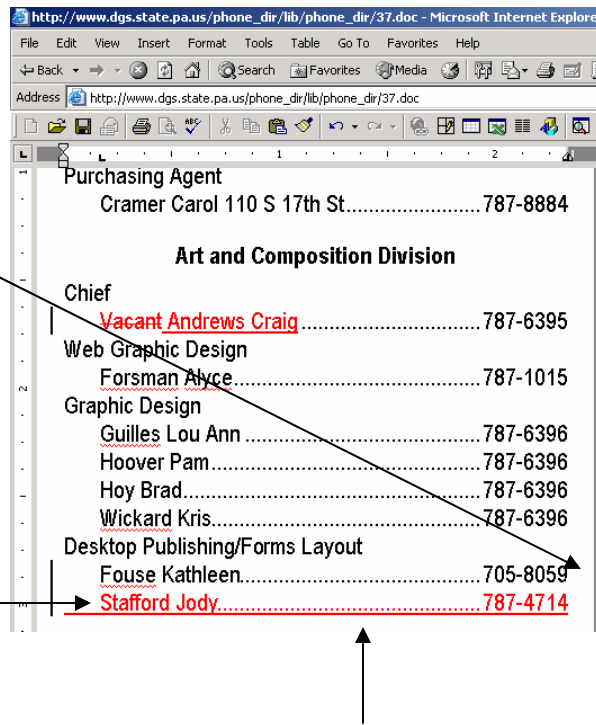 http://www.dgs.state.pa.us/phone_dir/lib/phone_dir/37.doc - Microsoft Internet Explore
File Edit View Insert Format Tools Table Go To Favorites Help
Back Search Favorites Media
Address http://www.dgs.state.pa.us/phone_dir/lib/phone_dir/37.doc
1 2
Purchasing Agent
Cramer Carol 110 S 17th St.......................787-8884
Art and Composition Division
Chief
Vacant Andrews Craig..............................787-6395
Web Graphic Design
Forsman Alyce.........................................787-1015
Graphic Design
Guilles Lou Ann .......................................787-6396
Hoover Pam.............................................787-6396
Hoy Brad..................................................787-6396
Wickard Kris.............................................787-6396
Desktop Publishing/Forms Layout
Fouse Kathleen........................................705-8059
Stafford Jody............................................787-4714